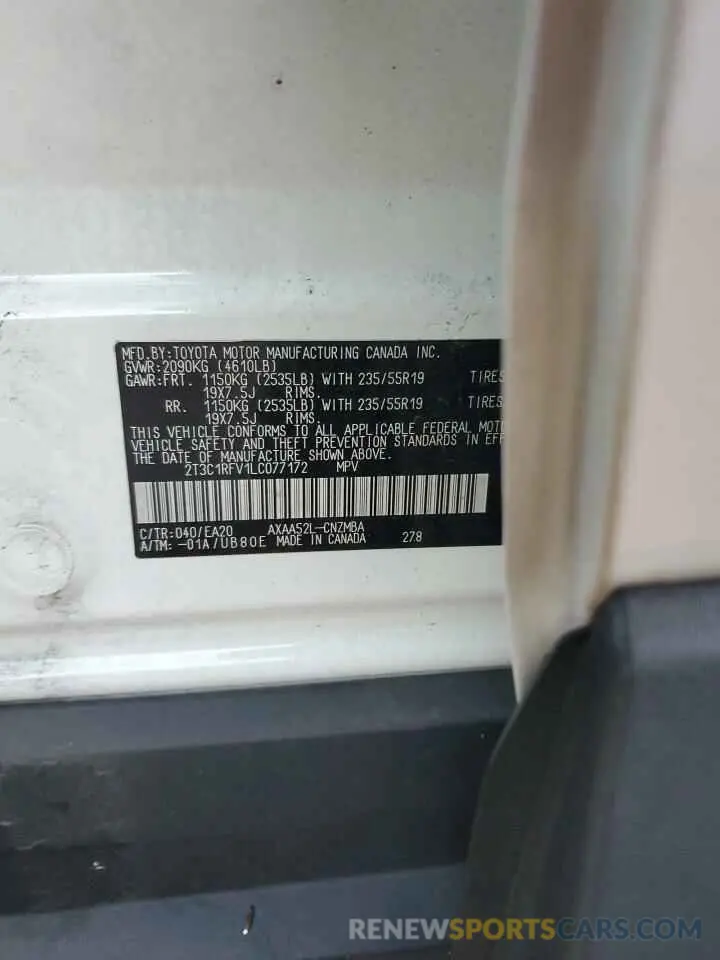 MFD.BY:TOYOTA MOTOR MANUFACTURING CANADA INC.
GVWR:2090KG (4610LB)
GAWR:FRT. 1150KG (2535LB) WITH 235/55R19 TIRES
19X7.5J RIMS.
RR. 1150KG (2535LB) WITH 235/55R19 TIRES
19X7.5J RIMS.
THIS VEHICLE CONFORMS TO ALL APPLICABLE FEDERAL
VEHICLE SAFETY AND THEFT PREVENTION STANDARDS IN
THE DATE OF MANUFACTURE SHOWN ABOVE.
2T3C1RFV1LC077172 MPV
C/TR:040/EA20 AXAA52L-CNZMBA
A/TM: -01A/UB80E MADE IN CANADA 278
RENEWSPORTSCARS.COM